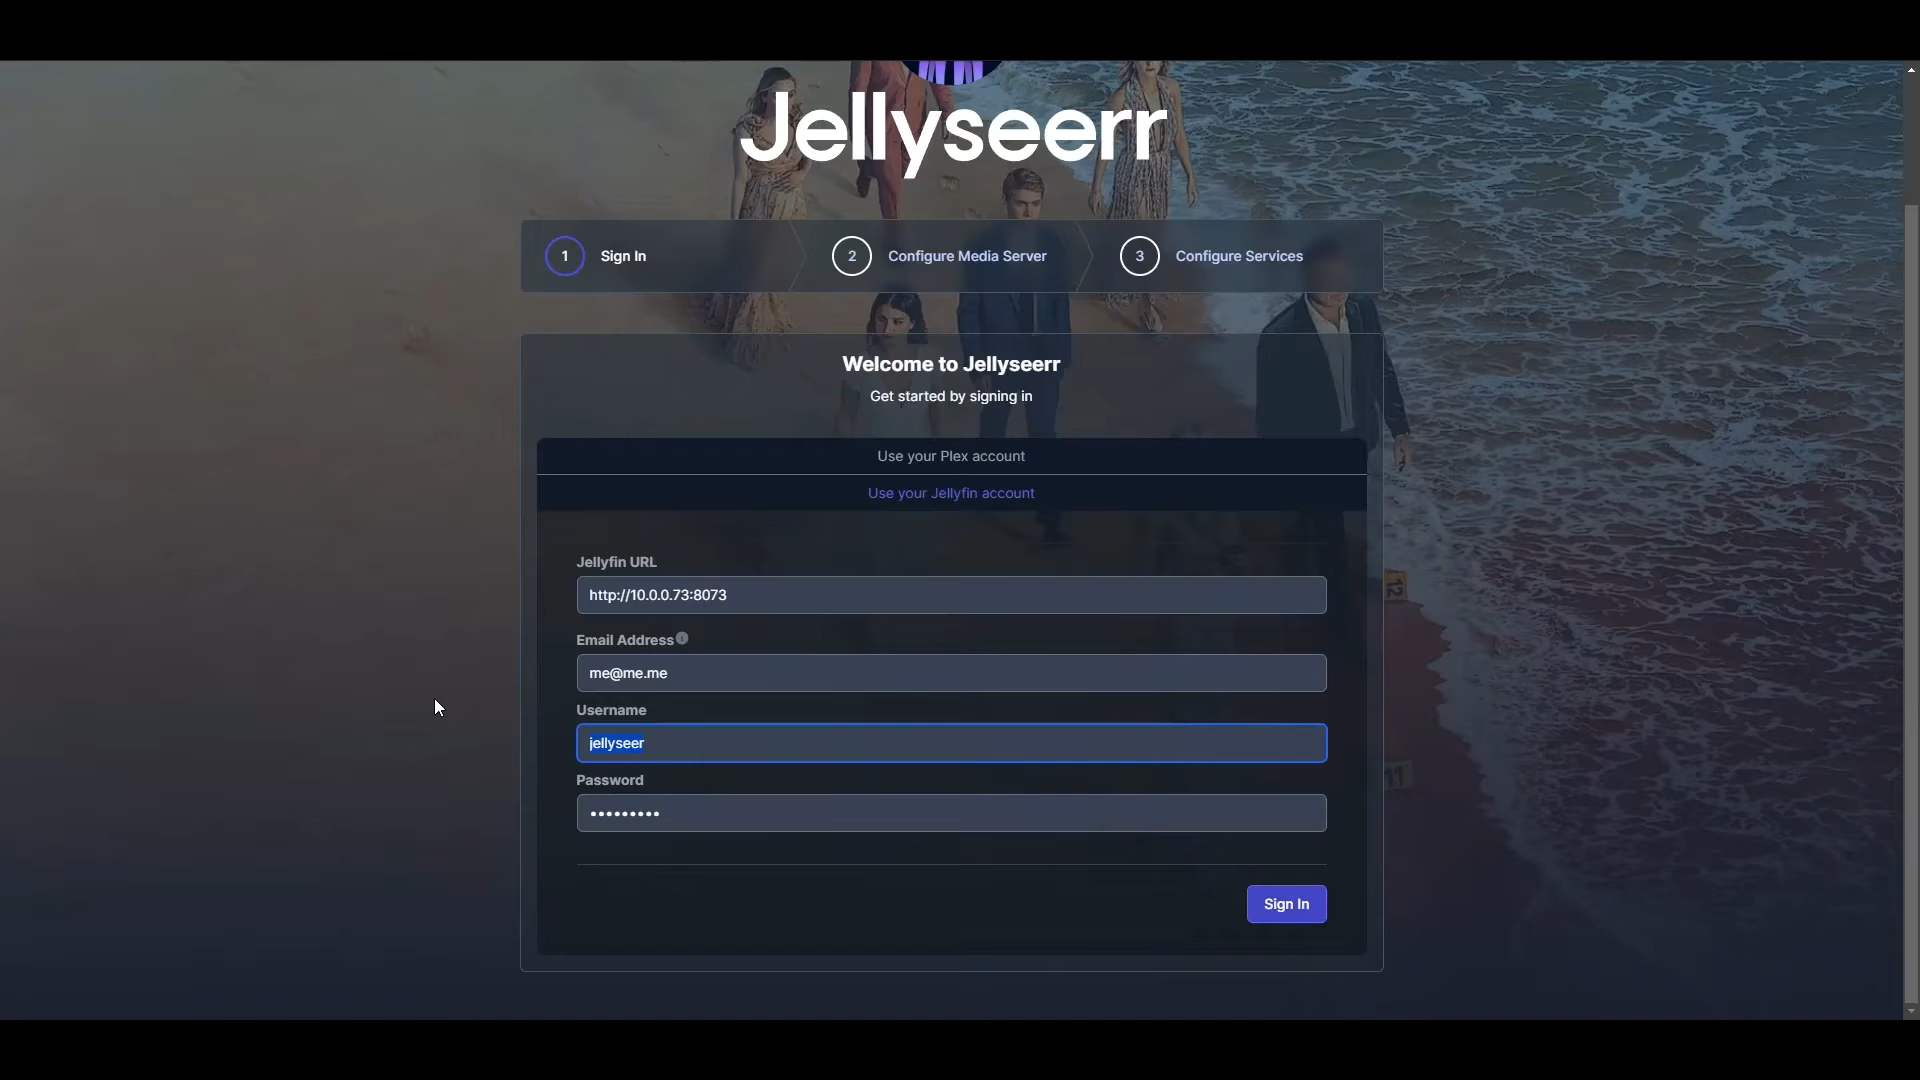 Jellyseerr
1 Sign In
2 Configure Media Server
3 Configure Services
Welcome to Jellyseerr
Get started by signing in
Use your Plex account
Use your Jellyfin account
Jellyfin URL
http://10.0.0.73:8073
Email Address
me@me.me
Username
jellyseer
Password
•••••••••
Sign In
12
11